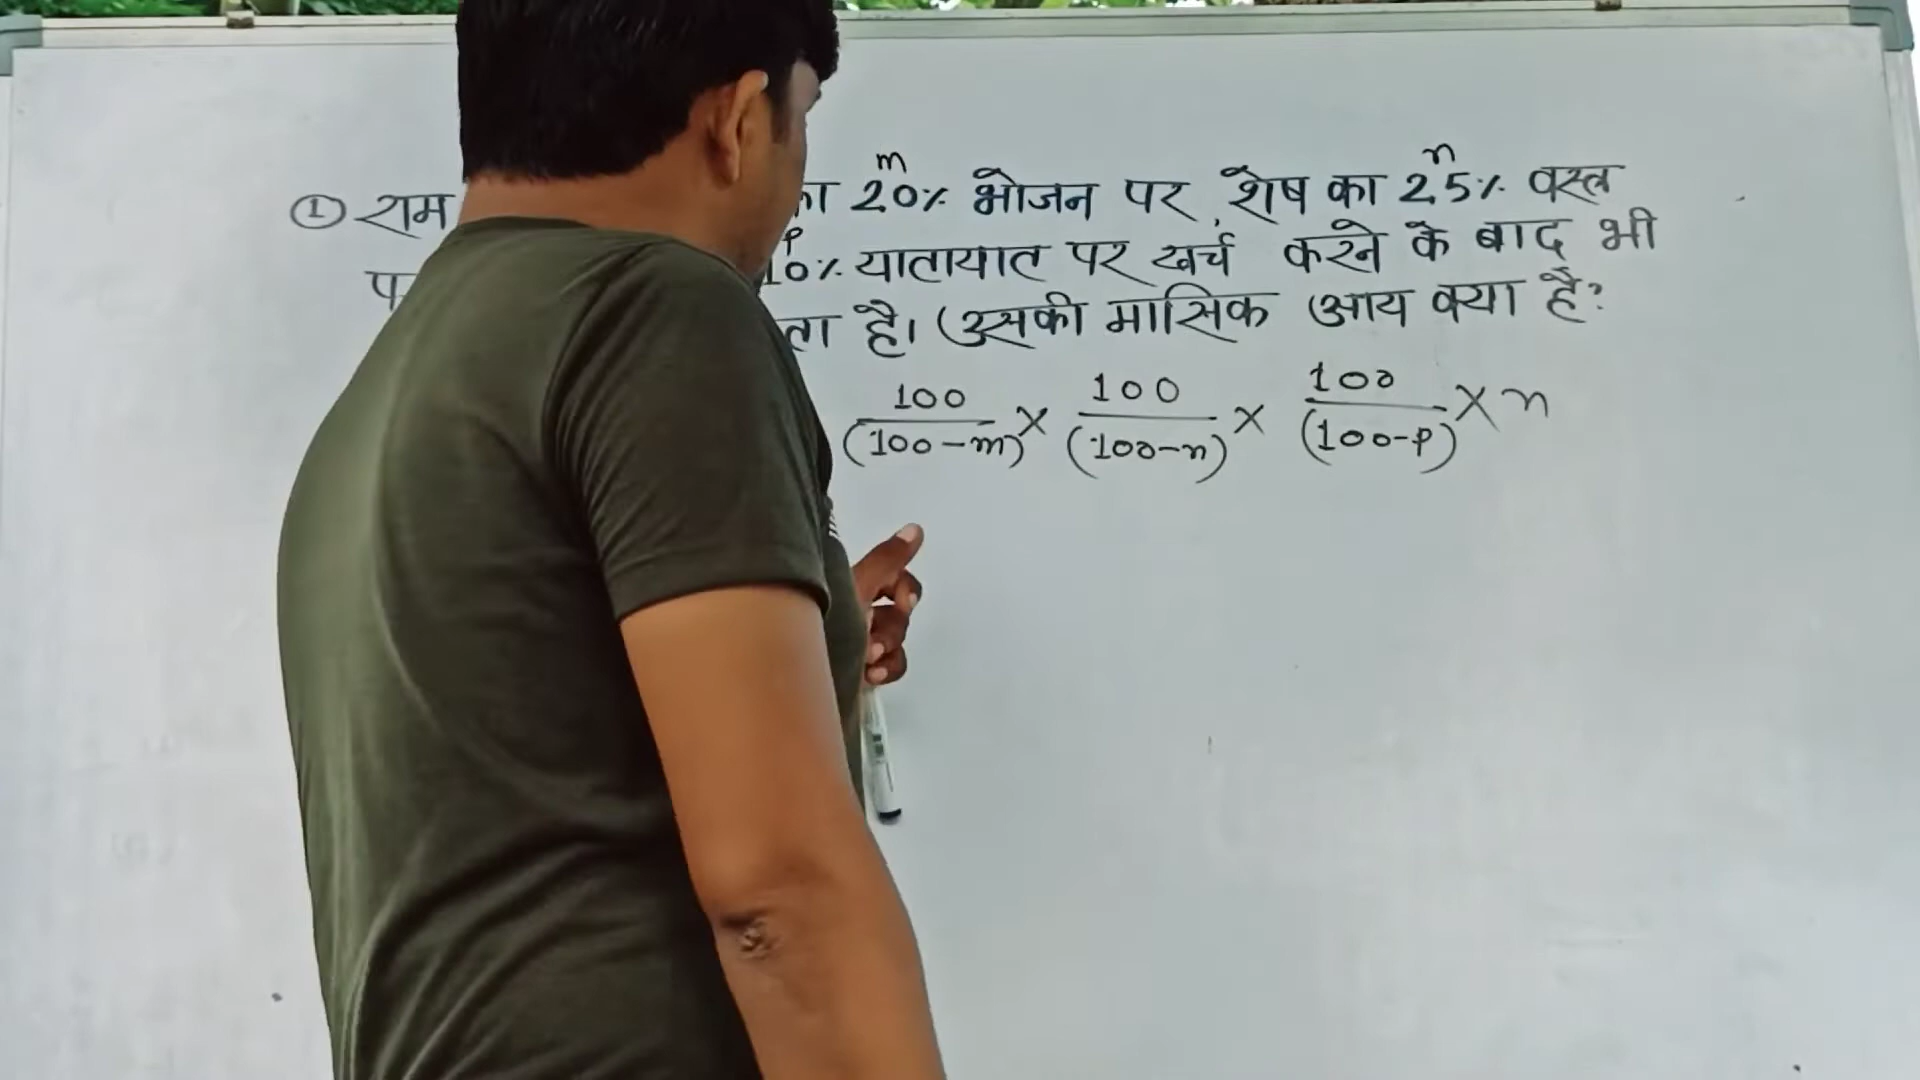 m n
① राम का 20% भोजन पर, शेष का 25% वस्त्र
p
10% यातायात पर खर्च करने के बाद भी
ता है। उसकी मासिक आय क्या है?
100/(100-m) × 100/(100-n) × 100/(100-p) × n